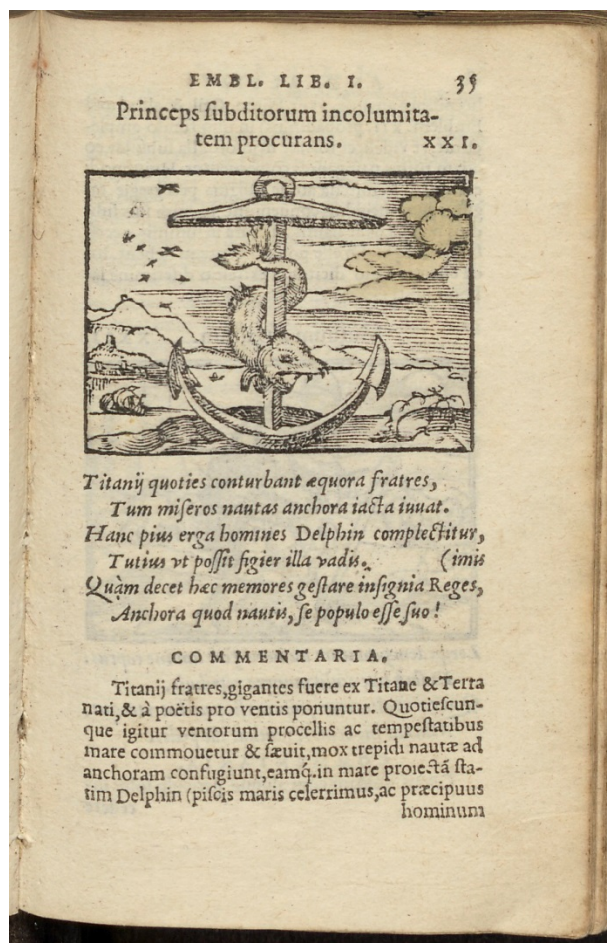 EMBL. LIB. I. 35
Princeps ſubditorum incolumita-
tem procurans. XXI.
Titanij quoties conturbant æquora fratres,
Tum miſeros nautas anchora iacta iuuat.
Hanc pius erga homines Delphin complectitur,
Tutius vt poſſit figier illa vadis. (imis
Quàm decet hæc memores geſtare inſignia Reges,
Anchora quod nautis, ſe populo eſſe ſuo!
COMMENTARIA.
Titanij fratres, gigantes fuere ex Titane & Terra
nati, & à poëtis pro ventis ponuntur. Quotieſcun-
que igitur ventorum procellis ac tempeſtatibus
mare commouetur & ſæuit, mox trepidi nautæ ad
anchoram confugiunt, eamq́. in mare proiectā ſta-
tim Delphin (piſcis maris celerrimus, ac præcipuus
hominum